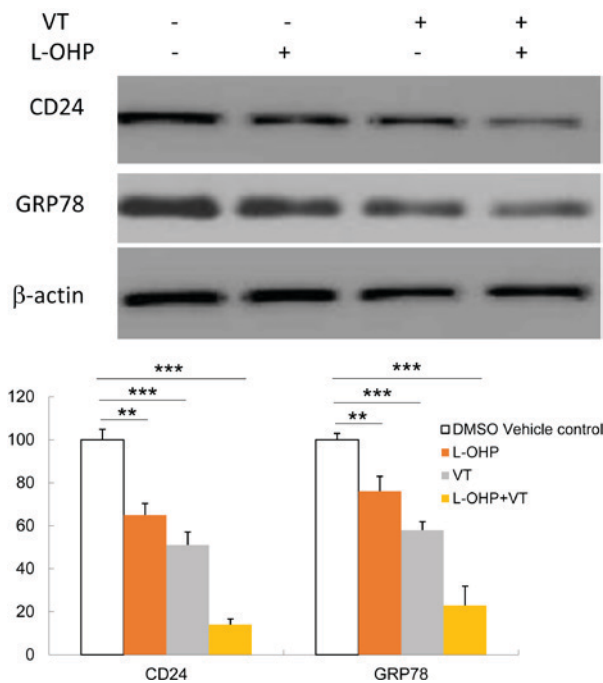 VT - - + +
L-OHP - + - +
CD24
GRP78
β-actin
***
***
***
***
**
**
120
100
80
60
40
20
0
DMSO Vehicle control
L-OHP
VT
L-OHP+VT
CD24 GRP78